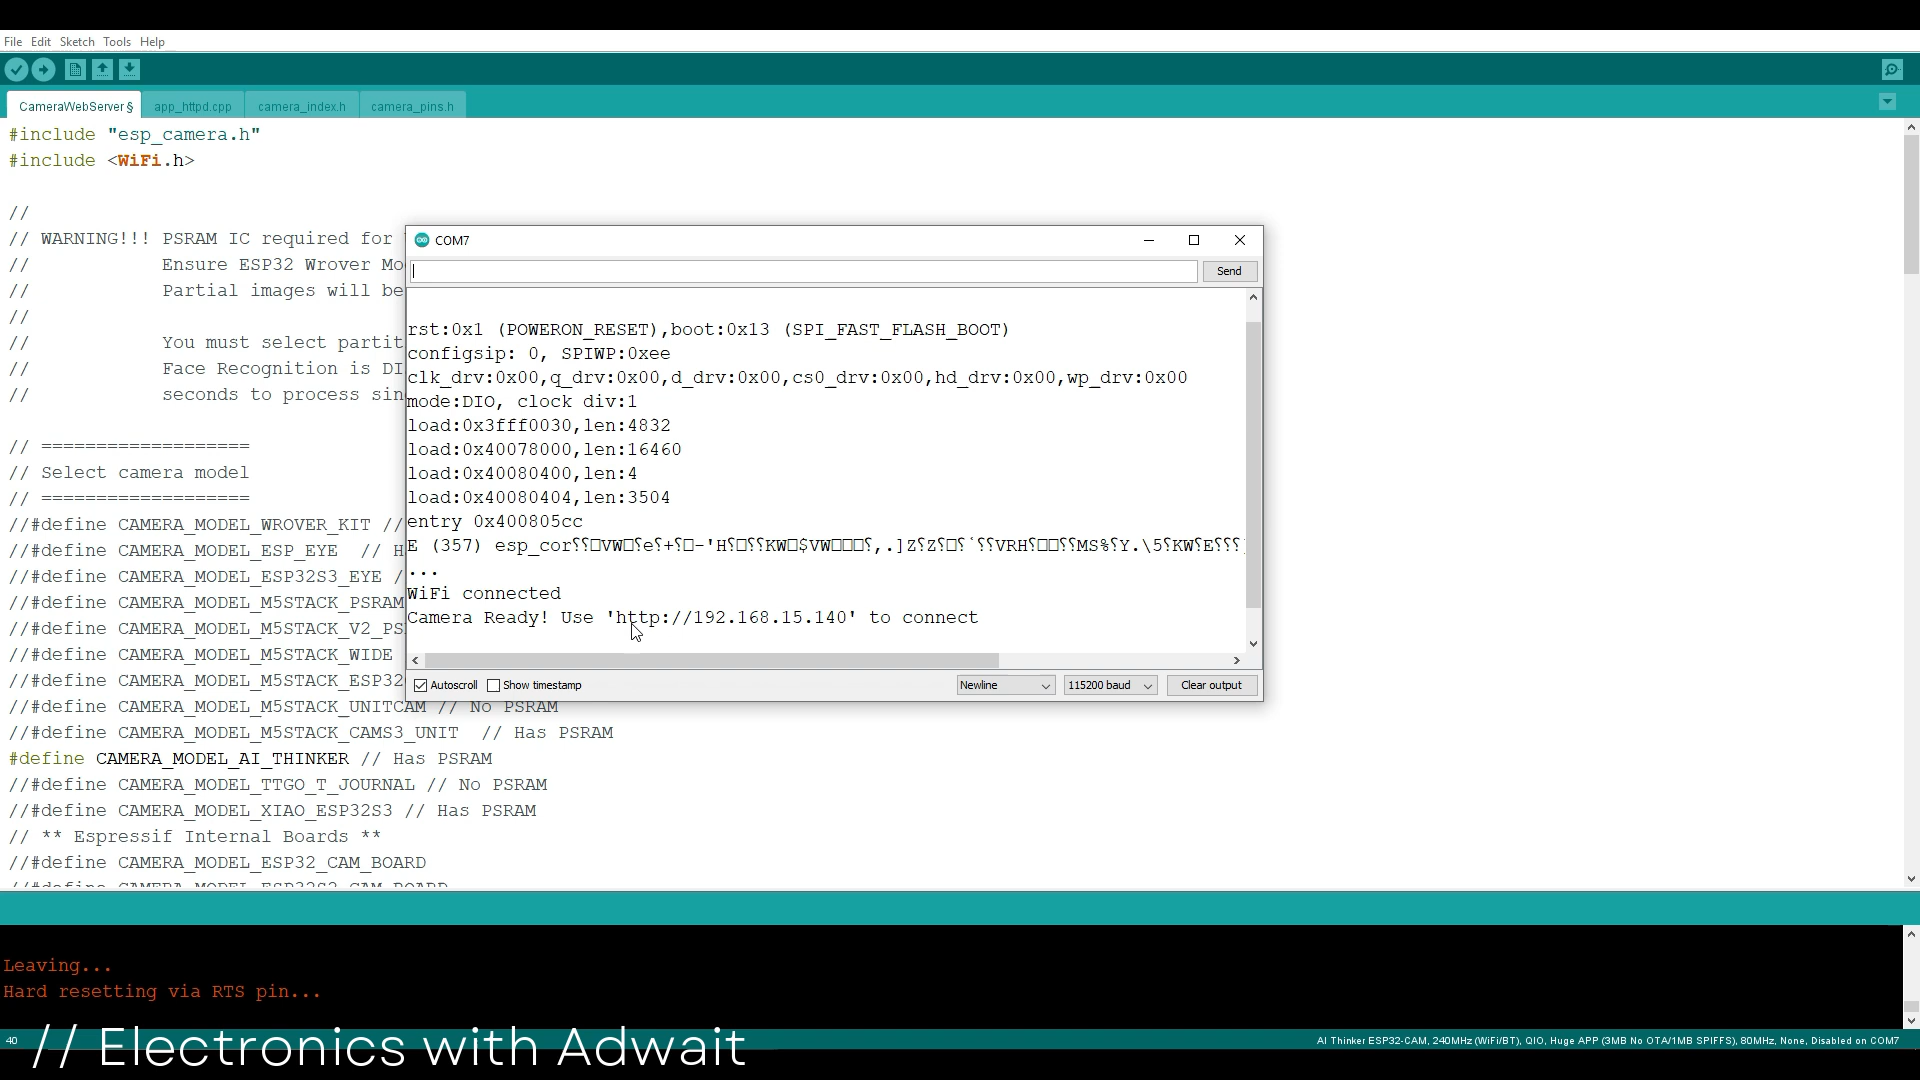 File Edit Sketch Tools Help
CameraWebServer § app_httpd.cpp camera_index.h camera_pins.h
#include "esp_camera.h"
#include <WiFi.h>
//
// WARNING!!! PSRAM IC required for
// Ensure ESP32 Wrover Mo
// Partial images will be
//
// You must select partit
// Face Recognition is DI
// seconds to process sin
// ===================
// Select camera model
// ===================
//#define CAMERA_MODEL_WROVER_KIT //
//#define CAMERA_MODEL_ESP_EYE // H
//#define CAMERA_MODEL_ESP32S3_EYE /
//#define CAMERA_MODEL_M5STACK_PSRAM
//#define CAMERA_MODEL_M5STACK_V2_PS
//#define CAMERA_MODEL_M5STACK_WIDE
//#define CAMERA_MODEL_M5STACK_ESP32
//#define CAMERA_MODEL_M5STACK_UNITCAM // No PSRAM
//#define CAMERA_MODEL_M5STACK_CAMS3_UNIT // Has PSRAM
#define CAMERA_MODEL_AI_THINKER // Has PSRAM
//#define CAMERA_MODEL_TTGO_T_JOURNAL // No PSRAM
//#define CAMERA_MODEL_XIAO_ESP32S3 // Has PSRAM
// ** Espressif Internal Boards **
//#define CAMERA_MODEL_ESP32_CAM_BOARD
COM7
Send
rst:0x1 (POWERON_RESET),boot:0x13 (SPI_FAST_FLASH_BOOT)
configsip: 0, SPIWP:0xee
clk_drv:0x00,q_drv:0x00,d_drv:0x00,cs0_drv:0x00,hd_drv:0x00,wp_drv:0x00
mode:DIO, clock div:1
load:0x3fff0030,len:4832
load:0x40078000,len:16460
load:0x40080400,len:4
load:0x40080404,len:3504
entry 0x400805cc
E (357) esp_cor
...
WiFi connected
Camera Ready! Use 'http://192.168.15.140' to connect
Autoscroll Show timestamp Newline 115200 baud Clear output
Leaving...
Hard resetting via RTS pin...
40
// Electronics with Adwait
AI Thinker ESP32-CAM, 240MHz (WiFi/BT), QIO, Huge APP (3MB No OTA/1MB SPIFFS), 80MHz, None, Disabled on COM7